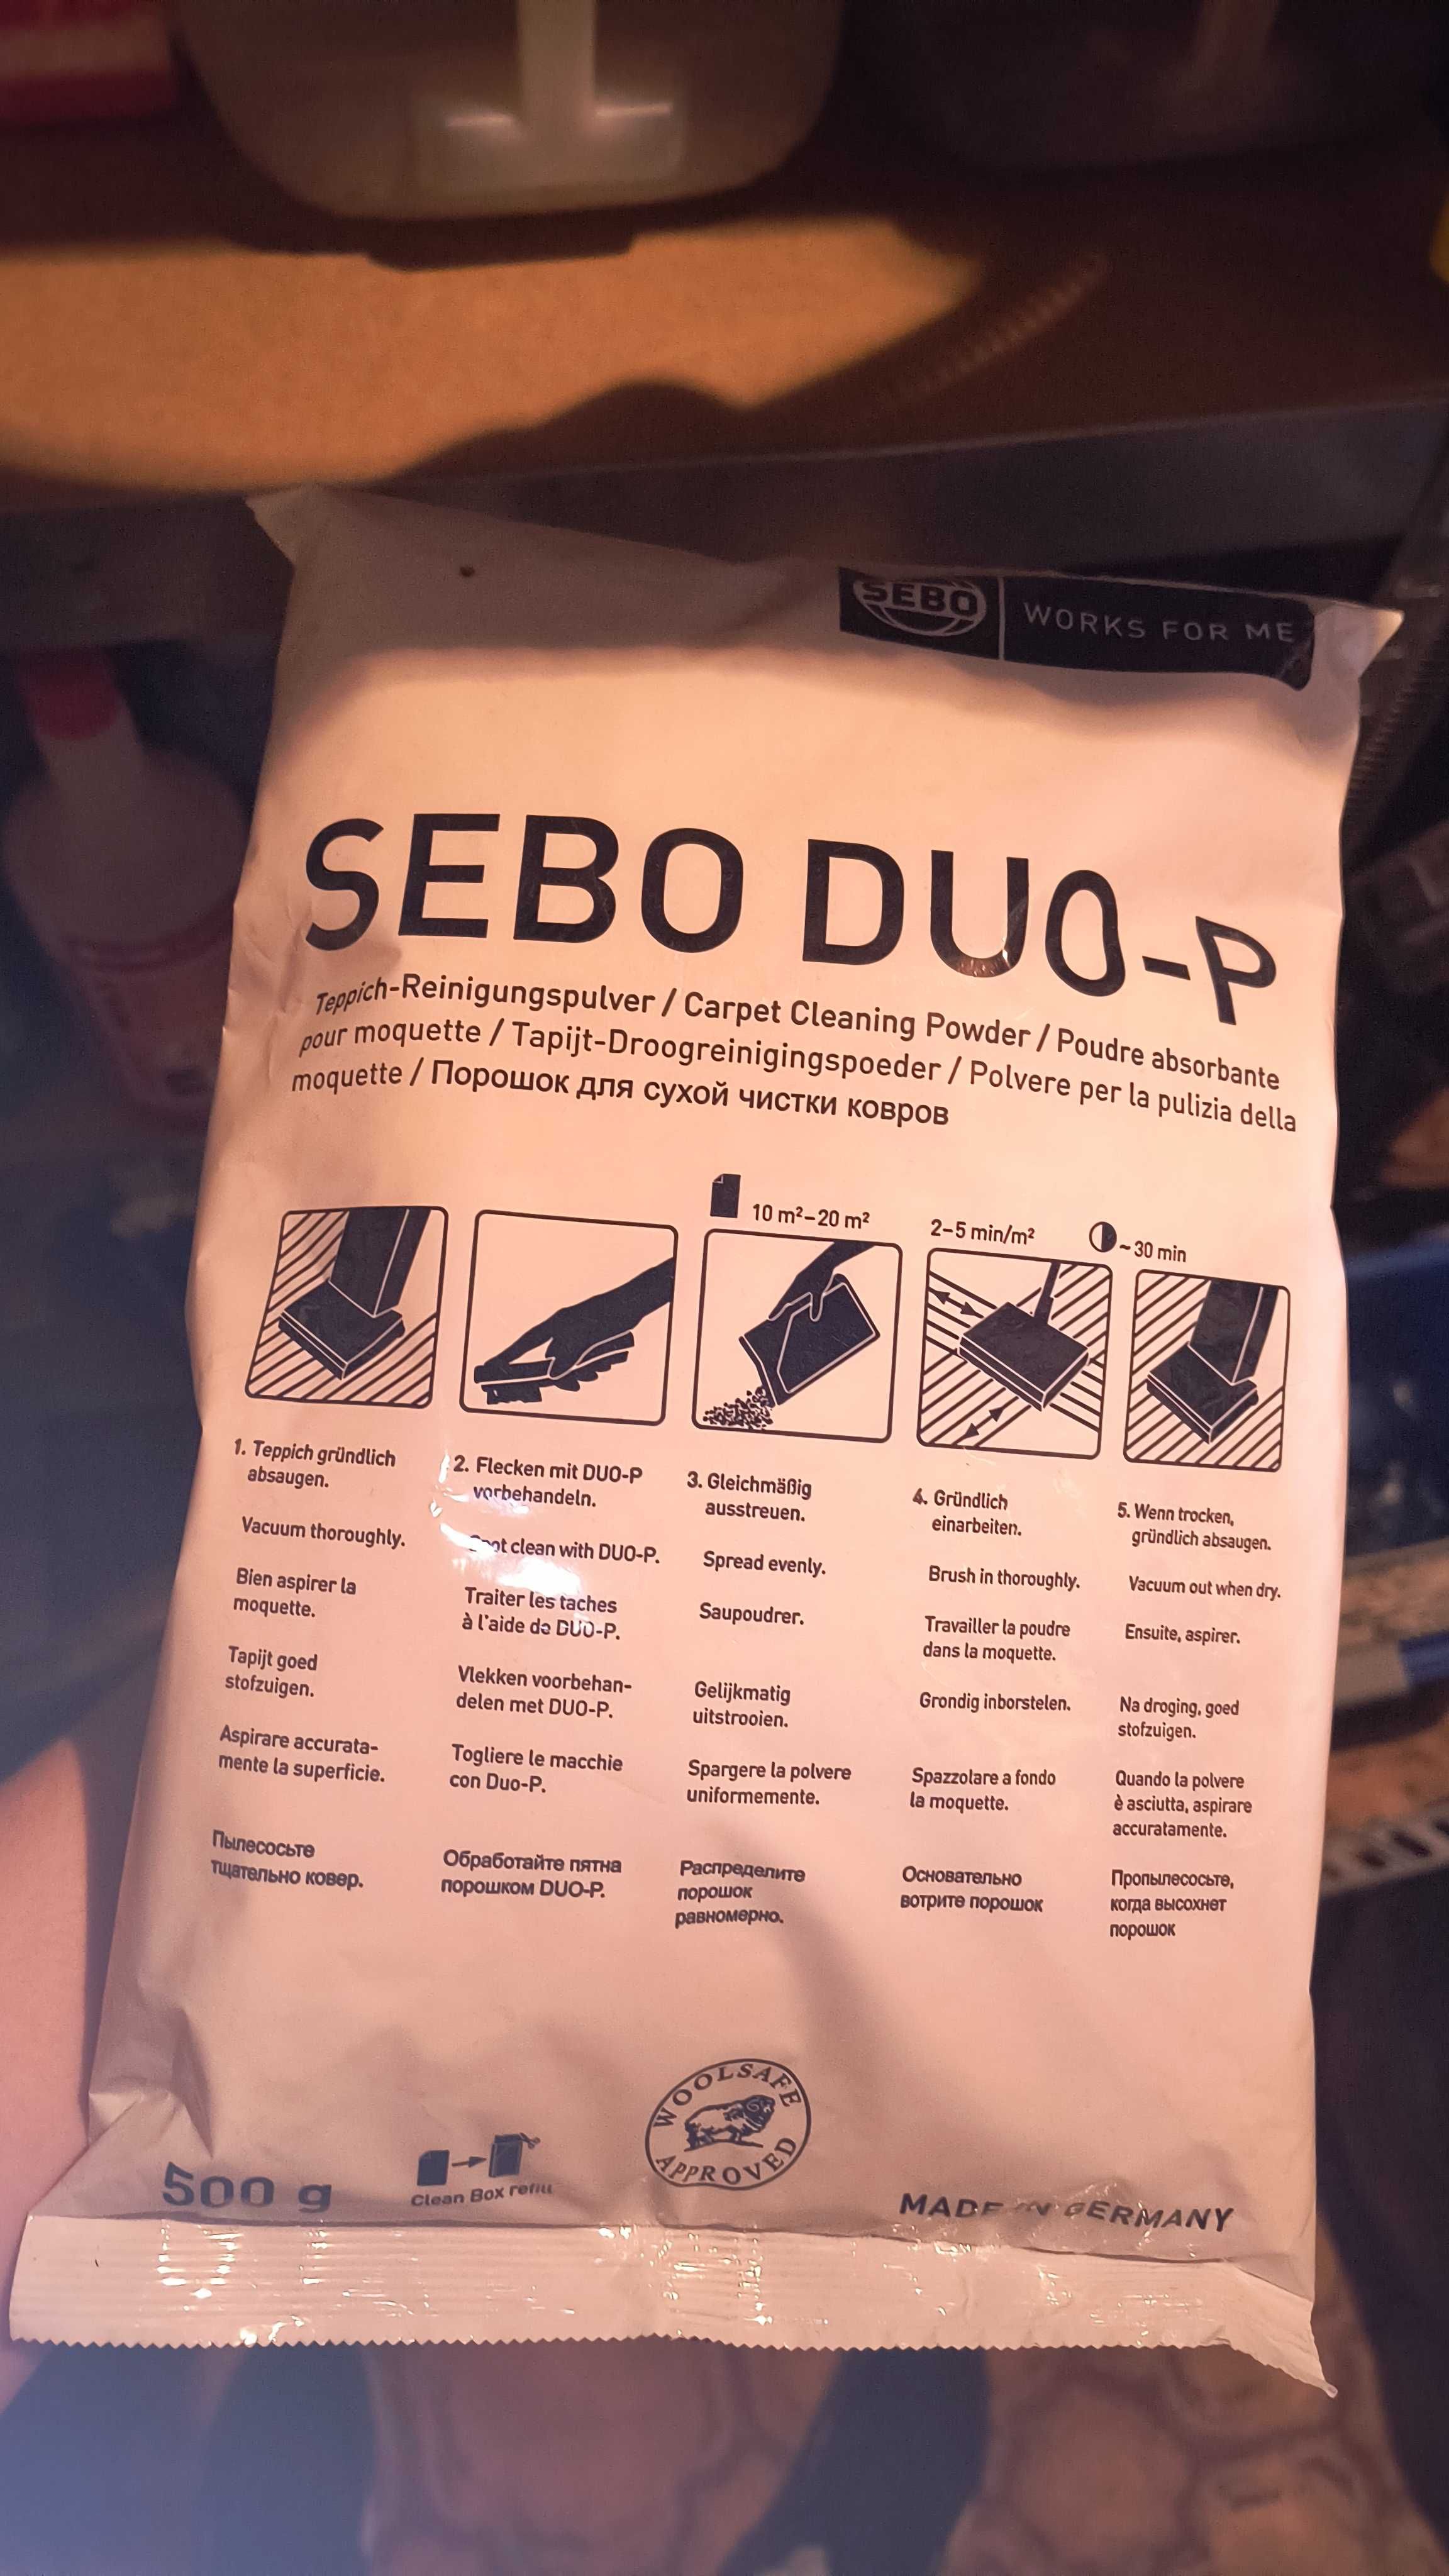 SEBO WORKS FOR ME
SEBO DUO-P
Teppich-Reinigungspulver / Carpet Cleaning Powder / Poudre absorbante
pour moquette / Tapijt-Droogreinigingspoeder / Polvere per la pulizia della
moquette / Порошок для сухой чистки ковров
10 m²–20 m²
2–5 min/m²
~30 min
1. Teppich gründlich
absaugen.
Vacuum thoroughly.
Bien aspirer la
moquette.
Tapijt goed
stofzuigen.
Aspirare accurata-
mente la superficie.
Пылесосьте
тщательно ковер.
2. Flecken mit DUO-P
vorbehandeln.
Spot clean with DUO-P.
Traiter les taches
à l'aide de DUO-P.
Vlekken voorbehan-
delen met DUO-P.
Togliere le macchie
con Duo-P.
Обработайте пятна
порошком DUO-P.
3. Gleichmäßig
ausstreuen.
Spread evenly.
Saupoudrer.
Gelijkmatig
uitstrooien.
Spargere la polvere
uniformemente.
Распределите
порошок
равномерно.
4. Gründlich
einarbeiten.
Brush in thoroughly.
Travailler la poudre
dans la moquette.
Grondig inborstelen.
Spazzolare a fondo
la moquette.
Основательно
вотрите порошок
5. Wenn trocken,
gründlich absaugen.
Vacuum out when dry.
Ensuite, aspirer.
Na droging, goed
stofzuigen.
Quando la polvere
è asciutta, aspirare
accuratamente.
Пропылесосьте,
когда высохнет
порошок
WOOLSAFE
APPROVED
500 g
Clean Box refill
MADE IN GERMANY